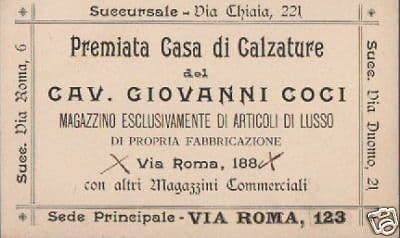 Succursale - Via Chiaia, 221
Succ. Via Roma, 6
Premiata Casa di Calzature
del
CAV. GIOVANNI COCI
MAGAZZINO ESCLUSIVAMENTE DI ARTICOLI DI LUSSO
DI PROPRIA FABBRICAZIONE
Via Roma, 188
con altri Magazzini Commerciali
Succ. Via Duomo, 21
Sede Principale - VIA ROMA, 123